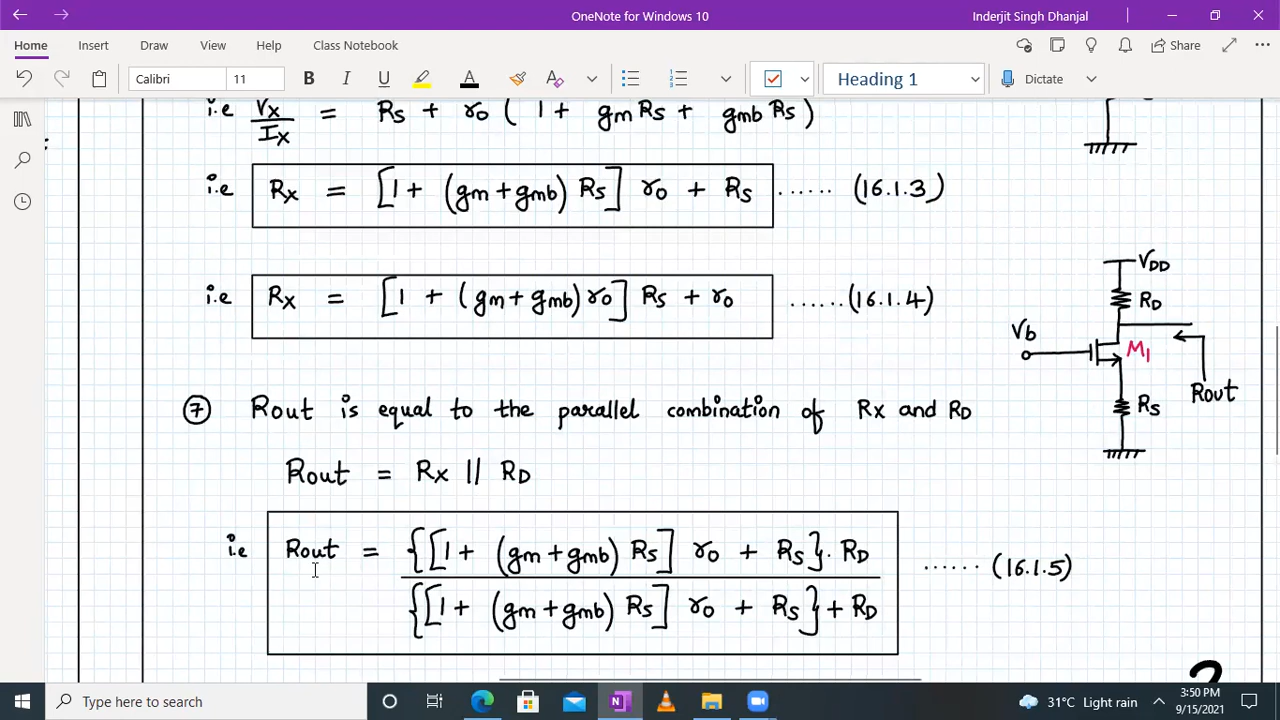 OneNote for Windows 10
Inderjit Singh Dhanjal
Home Insert Draw View Help Class Notebook
Share
Calibri 11 B I U A Heading 1 Dictate
i.e Vx/Ix = Rs + ro ( 1 + gm Rs + gmb Rs )
i.e Rx = [1 + (gm + gmb) Rs] ro + Rs ...... (16.1.3)
i.e Rx = [1 + (gm + gmb) ro] Rs + ro ......(16.1.4)
VDD
RD
Vb
M1
Rout
Rs
⑦ Rout is equal to the parallel combination of Rx and RD
Rout = Rx || RD
i.e Rout = {[1 + (gm + gmb) Rs] ro + Rs} . RD
{[1 + (gm + gmb) Rs] ro + Rs} + RD
...... (16.1.5)
Type here to search
31°C Light rain
3:50 PM
9/15/2021